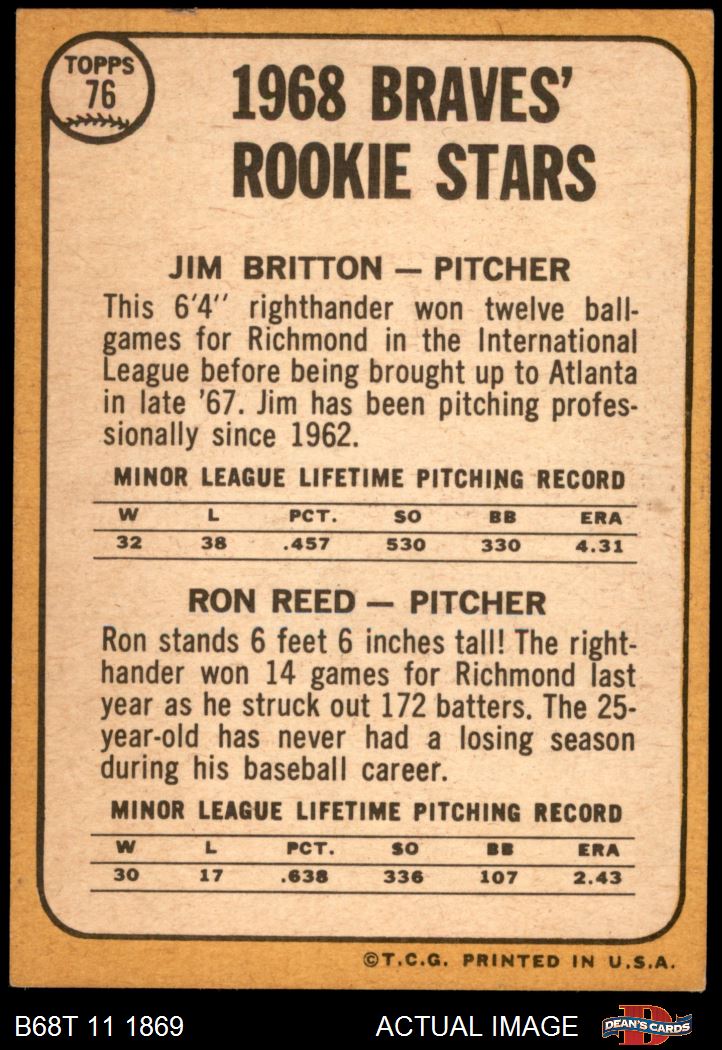 TOPPS
76
1968 BRAVES'
ROOKIE STARS
JIM BRITTON — PITCHER
This 6'4" righthander won twelve ball-
games for Richmond in the International
League before being brought up to Atlanta
in late '67. Jim has been pitching profes-
sionally since 1962.
MINOR LEAGUE LIFETIME PITCHING RECORD
W L PCT. SO BB ERA
32 38 .457 530 330 4.31
RON REED — PITCHER
Ron stands 6 feet 6 inches tall! The right-
hander won 14 games for Richmond last
year as he struck out 172 batters. The 25-
year-old has never had a losing season
during his baseball career.
MINOR LEAGUE LIFETIME PITCHING RECORD
W L PCT. SO BB ERA
30 17 .638 336 107 2.43
©T.C.G. PRINTED IN U.S.A.
B68T 11 1869 ACTUAL IMAGE D DEAN'S CARDS